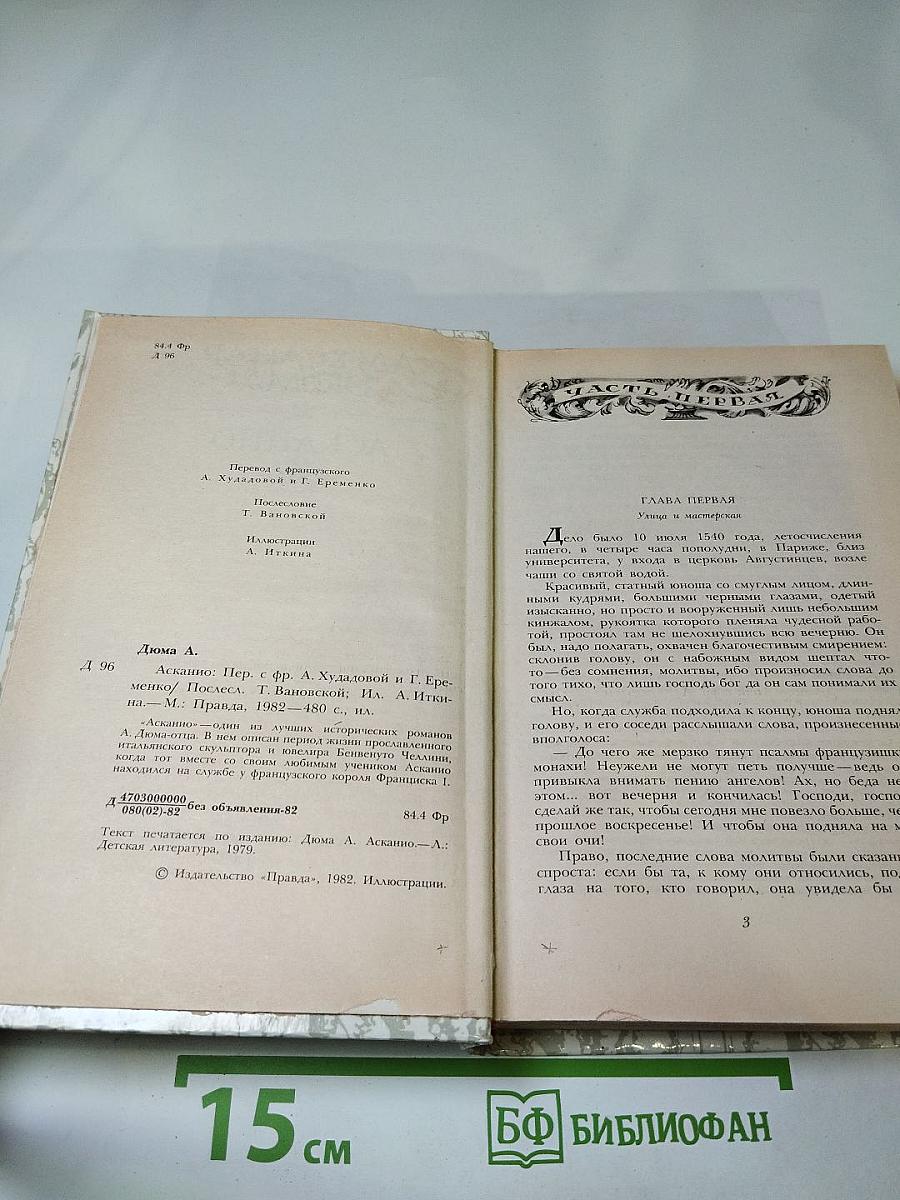 84.4 Фр
Д 96
Перевод с французского
А. Худадовой и Г. Еременко
Послесловие
Т. Вановской
Иллюстрации
А. Иткина
Дюма А.
Д 96
Асканио: Пер. с фр. А. Худадовой и Г. Ере-
менко/ Послесл. Т. Вановской; Ил. А. Итки-
на.— М.: Правда, 1982—480 с., ил.
«Асканио»—один из лучших исторических романов
А. Дюма-отца. В нем описан период жизни прославленного
итальянского скульптора и ювелира Бенвенуто Челлини,
когда тот вместе со своим любимым учеником Асканио
находился на службе у французского короля Франциска I.
Д 4703000000 без объявления-82
080(02)-82
84.4 Фр
Текст печатается по изданию: Дюма А. Асканио.—Л.:
Детская литература, 1979.
© Издательство «Правда», 1982. Иллюстрации.
ЧАСТЬ ПЕРВАЯ
ГЛАВА ПЕРВАЯ
Улица и мастерская
Дело было 10 июля 1540 года, летосчисления
нашего, в четыре часа пополудни, в Париже, близ
университета, у входа в церковь Августинцев, возле
чаши со святой водой.
Красивый, статный юноша со смуглым лицом, длин-
ными кудрями, большими черными глазами, одетый
изысканно, но просто и вооруженный лишь небольшим
кинжалом, рукоятка которого пленяла чудесной рабо-
той, простоял там не шелохнувшись всю вечерню. Он
был, надо полагать, охвачен благочестивым смирением:
склонив голову, он с набожным видом шептал что-
то—без сомнения, молитвы, ибо произносил слова до
того тихо, что лишь господь бог да он сам понимали их
смысл.
Но, когда служба подходила к концу, юноша поднял
голову, и его соседи расслышали слова, произнесенные
вполголоса:
— До чего же мерзко тянут псалмы французишк
монахи! Неужели не могут петь получше—ведь о
привыкла внимать пению ангелов! Ах, но беда не
этом... вот вечерня и кончилась! Господи, госпо
сделай же так, чтобы сегодня мне повезло больше, че
прошлое воскресенье! И чтобы она подняла на м
свои очи!
Право, последние слова молитвы были сказан
спроста: если бы та, к кому они относились, под
глаза на того, кто говорил, она увидела бы
3
15 см
БФ БИБЛИОФАН